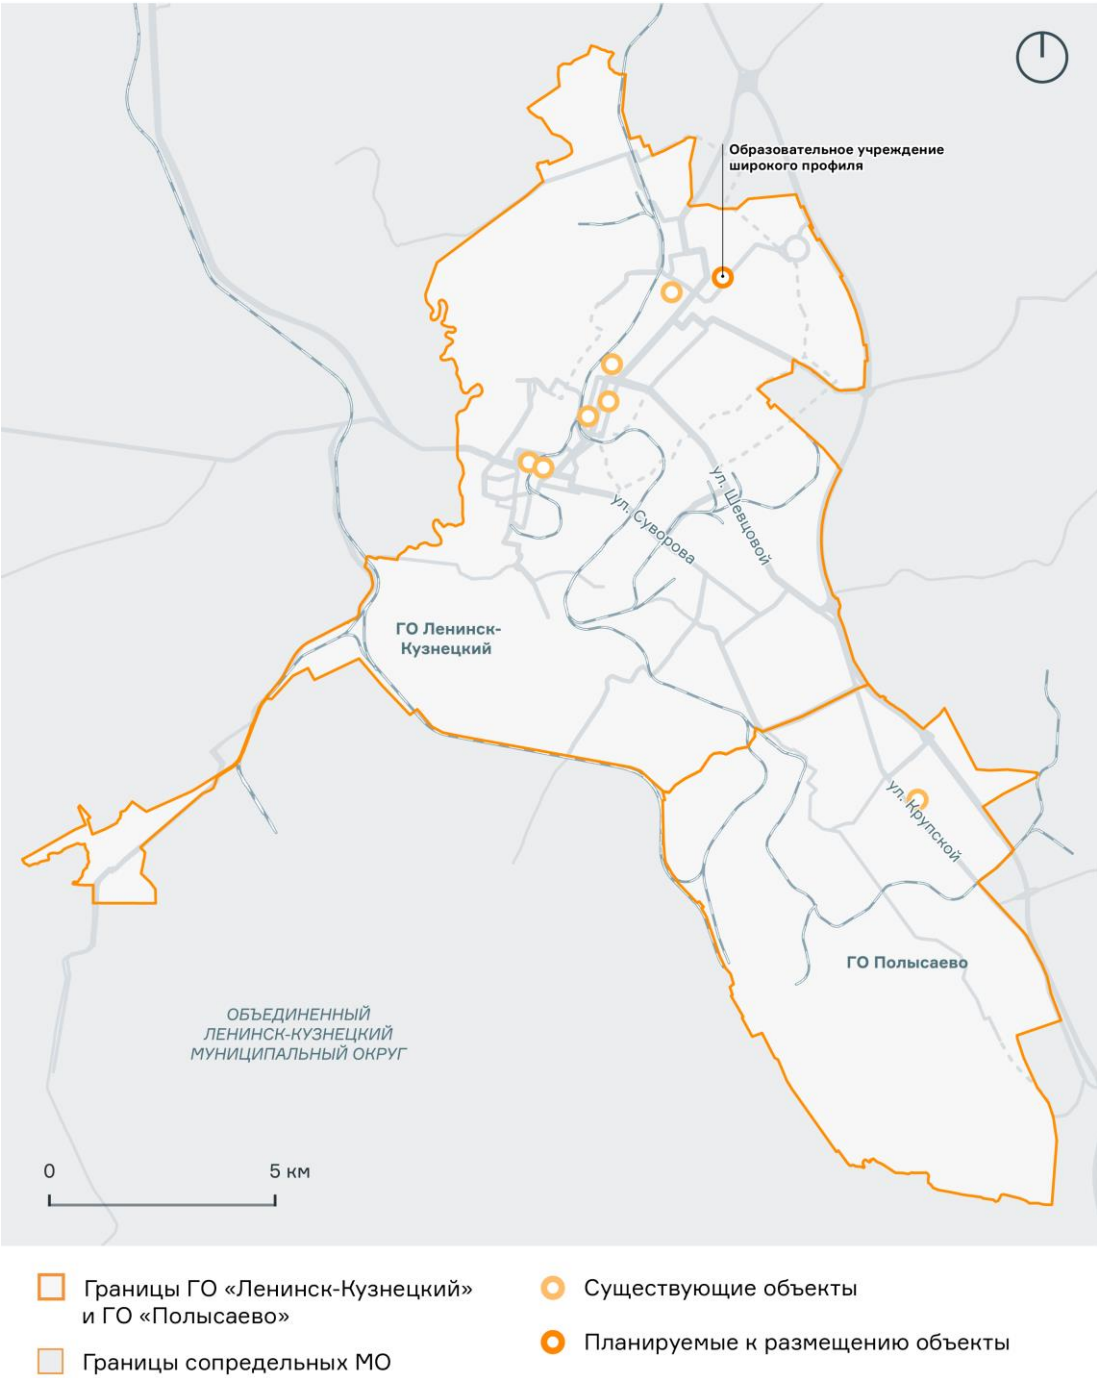 Образовательное учреждение
широкого профиля
ул. Шевцовой
ул. Суворова
ГО Ленинск-
Кузнецкий
ул. Крупской
ГО Полысаево
ОБЪЕДИНЕННЫЙ
ЛЕНИНСК-КУЗНЕЦКИЙ
МУНИЦИПАЛЬНЫЙ ОКРУГ
0 5 км
Границы ГО «Ленинск-Кузнецкий»
и ГО «Полысаево»
Границы сопредельных МО
Существующие объекты
Планируемые к размещению объекты